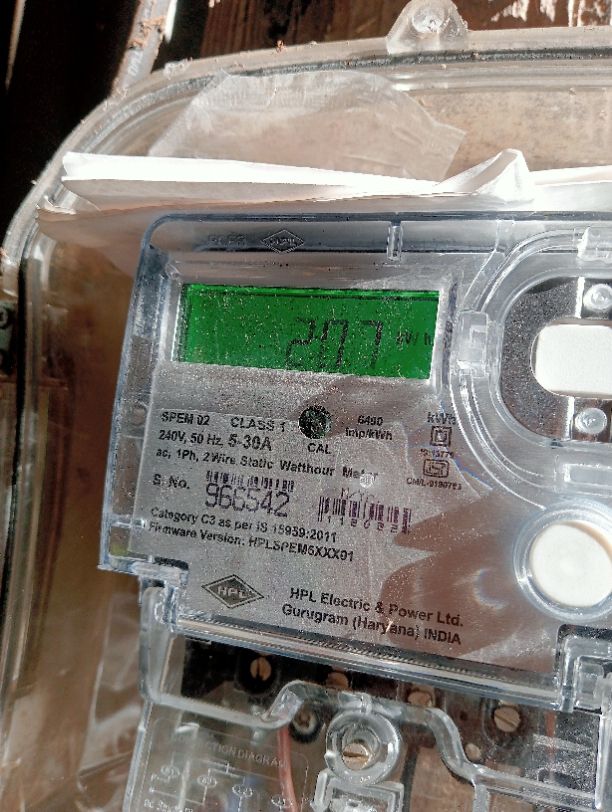 207 kWh
SPEM 02 CLASS 1
6400 imp/kWh
kWh
240V, 50 Hz, 5-30A
CAL
ac, 1Ph, 2Wire Static Watthour Meter
S. No. 966542
Category C3 as per IS 15959:2011
Firmware Version: HPLSPEM6XXX01
HPL
HPL Electric & Power Ltd.
Gurugram (Haryana) INDIA